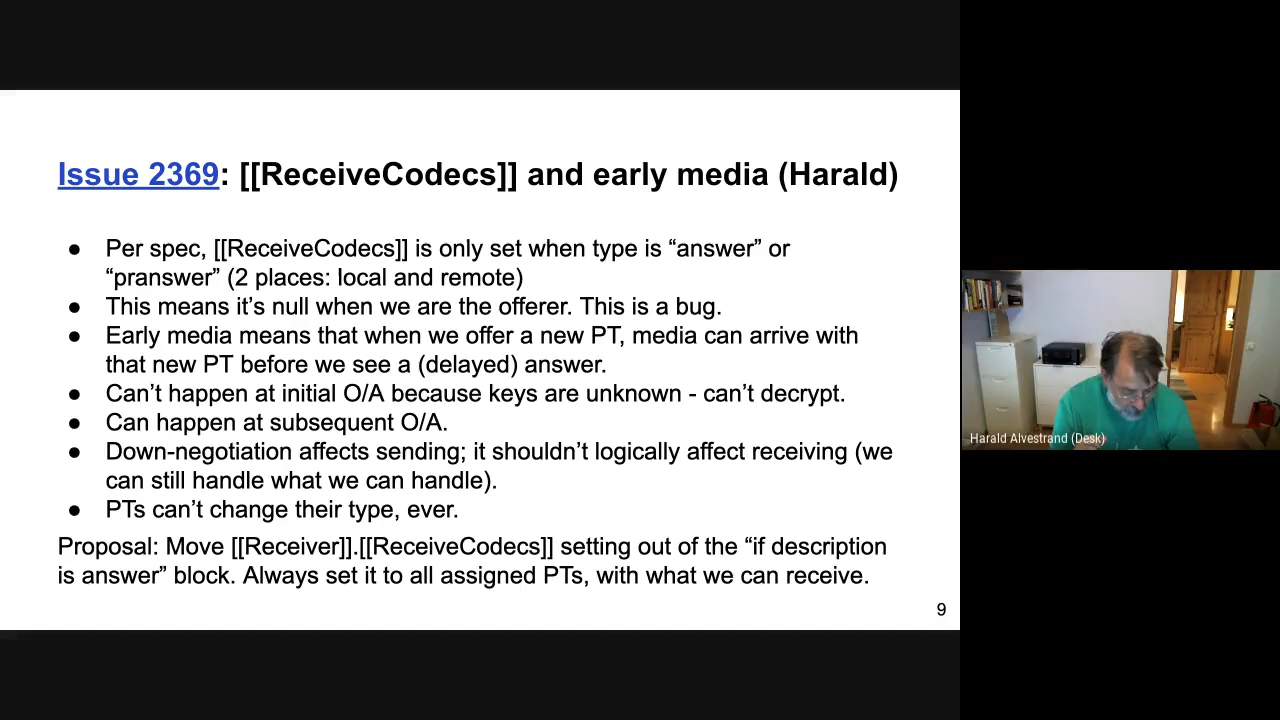 Issue 2369: [[ReceiveCodecs]] and early media (Harald)
● Per spec, [[ReceiveCodecs]] is only set when type is “answer” or
“pranswer” (2 places: local and remote)
● This means it’s null when we are the offerer. This is a bug.
● Early media means that when we offer a new PT, media can arrive with
that new PT before we see a (delayed) answer.
● Can’t happen at initial O/A because keys are unknown - can’t decrypt.
● Can happen at subsequent O/A.
● Down-negotiation affects sending; it shouldn’t logically affect receiving (we
can still handle what we can handle).
● PTs can’t change their type, ever.
Proposal: Move [[Receiver]].[[ReceiveCodecs]] setting out of the “if description
is answer” block. Always set it to all assigned PTs, with what we can receive.
9
Harald Alvestrand (Desk)